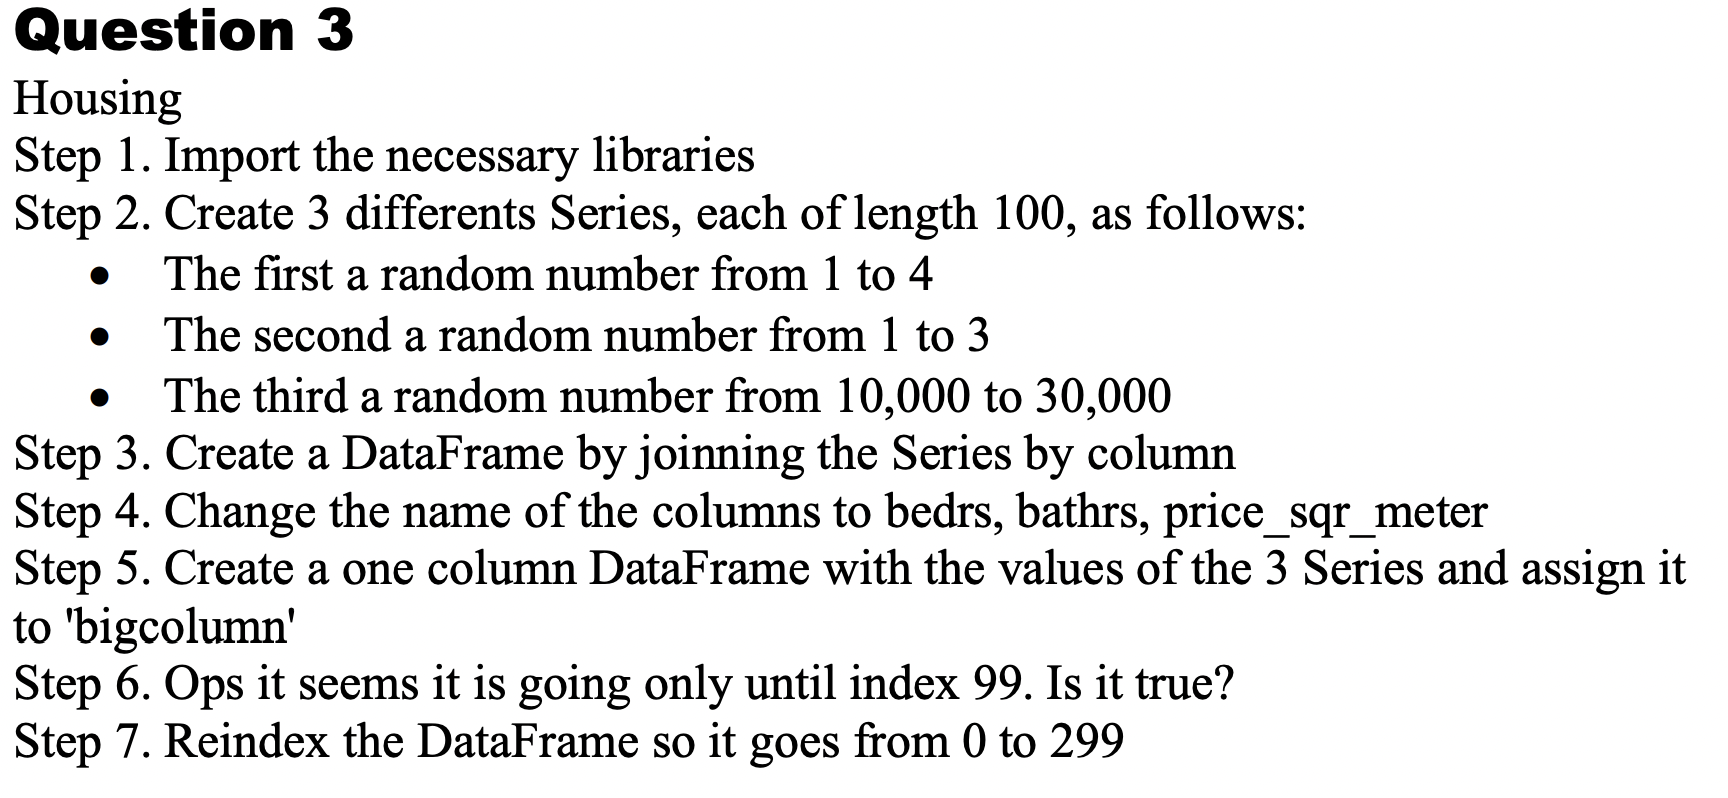 Question 3
Housing
Step 1. Import the necessary libraries
Step 2. Create 3 differents Series, each of length 100, as follows:
• The first a random number from 1 to 4
• The second a random number from 1 to 3
• The third a random number from 10,000 to 30,000
Step 3. Create a DataFrame by joinning the Series by column
Step 4. Change the name of the columns to bedrs, bathrs, price_sqr_meter
Step 5. Create a one column DataFrame with the values of the 3 Series and assign it
to 'bigcolumn'
Step 6. Ops it seems it is going only until index 99. Is it true?
Step 7. Reindex the DataFrame so it goes from 0 to 299